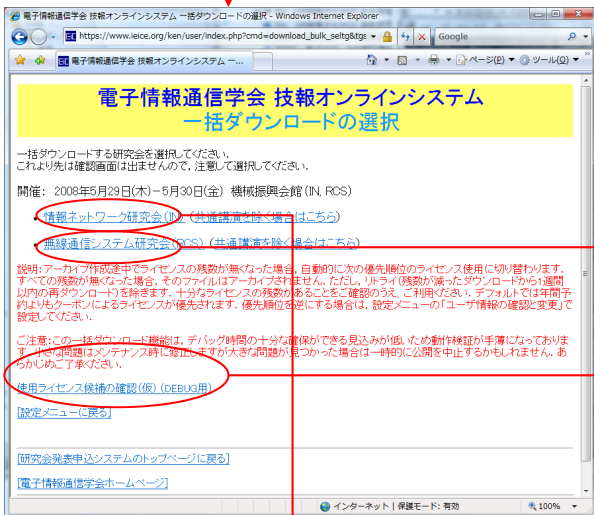 電子情報通信学会 技報オンラインシステム 一括ダウンロードの選択 - Windows Internet Explorer
https://www.ieice.org/ken/user/index.php?cmd=download_bulk_seltg&tgs
Google
電子情報通信学会 技報オンラインシステム 一...
ページ(P)
ツール(O)
電子情報通信学会 技報オンラインシステム
一括ダウンロードの選択
一括ダウンロードする研究会を選択してください.
これより先は確認画面は出ませんので, 注意して選択してください.
開催: 2008年5月29日(木)-5月30日(金) 機械振興会館 (IN, RCS)
・情報ネットワーク研究会 (IN) (共通講演を除く場合はこちら)
・無線通信システム研究会 (RCS) (共通講演を除く場合はこちら)
説明: アーカイブ作成途中でライセンスの残数が無くなった場合, 自動的に次の優先順位のライセンス使用に切り替わります.
すべての残数が無くなった場合, そのファイルはアーカイブされません. ただし, リトライ(残数が減ったダウンロードから1週間
以内の再ダウンロード)を除きます. 十分なライセンスの残数があることをご確認のうえ, ご利用ください. デフォルトでは年間予
約よりもクーポンによるライセンスが優先されます. 優先順位を逆にする場合は, 設定メニューの「ユーザ情報の確認と変更」で
設定してください.
ご注意: この一括ダウンロード機能は, デバッグ時間の十分な確保ができる見込みが低いため動作検証が手薄になっておりま
す. 小さな問題はメンテナンス時に修正しますが大きな問題が見つかった場合は一時的に公開を中止するかもしれません. あ
らかじめご了承ください.
使用ライセンス候補の確認(仮) (DEBUG用)
[設定メニューに戻る]
[研究会発表申込システムのトップページに戻る]
[電子情報通信学会ホームページ]
インターネット | 保護モード: 有効
100%